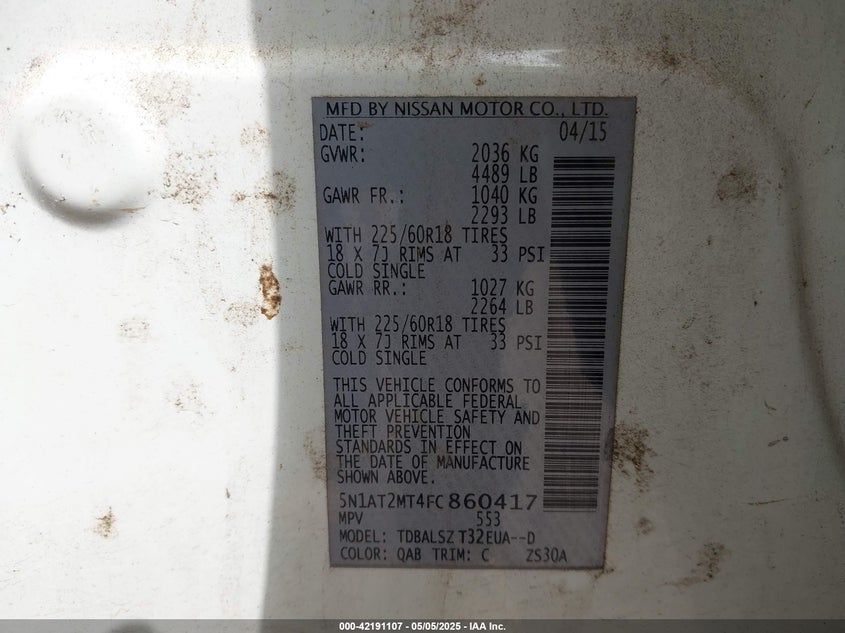 MFD BY NISSAN MOTOR CO., LTD.
DATE: 04/15
GVWR: 2036 KG
4489 LB
GAWR FR.: 1040 KG
2293 LB
WITH 225/60R18 TIRES
18 X 7J RIMS AT 33 PSI
COLD SINGLE
GAWR RR.: 1027 KG
2264 LB
WITH 225/60R18 TIRES
18 X 7J RIMS AT 33 PSI
COLD SINGLE
THIS VEHICLE CONFORMS TO
ALL APPLICABLE FEDERAL
MOTOR VEHICLE SAFETY AND
THEFT PREVENTION
STANDARDS IN EFFECT ON
THE DATE OF MANUFACTURE
SHOWN ABOVE.
5N1AT2MT4FC860417
MPV 553
MODEL: TDBALSZ T32EUA--D
COLOR: QAB TRIM: C ZS30A
000-42191107 - 05/05/2025 - IAA Inc.